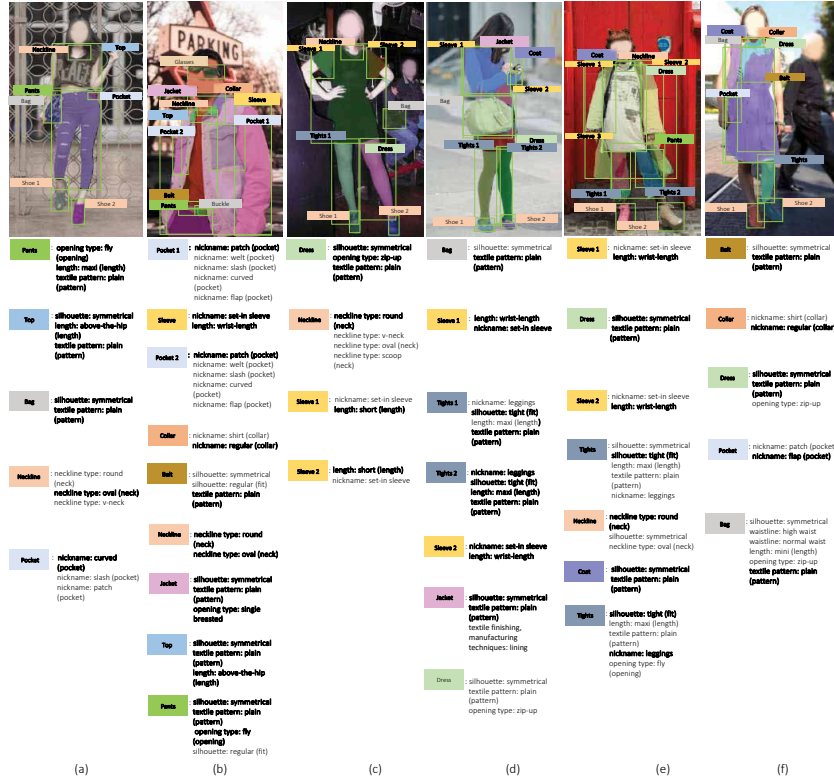 Neckline
Top
Pants
Bag
Pocket
Shoe 1
Shoe 2
PARKING
Glasses
Jacket
Collar
Neckline
Sleeve
Top
Pocket 1
Pocket 2
Belt
Pants
Buckle
Sleeve 1
Neckline
Sleeve 2
Bag
Tights 1
Dress
Shoe 1
Shoe 2
Sleeve 1
Jacket
Coat
Sleeve 2
Bag
Dress
Tights 1
Tights 2
Shoe 1
Shoe 2
Coat
Neckline
Sleeve 1
Dress
Sleeve 3
Pants
Tights 1
Tights 2
Shoe 1
Shoe 2
Coat
Collar
Bag
Dress
Belt
Pocket
Tights
Shoe 1
Shoe 2
Pants : opening type: fly
(opening)
length: maxi (length)
textile pattern: plain
(pattern)
Top : silhouette: symmetrical
length: above-the-hip
(length)
textile pattern: plain
(pattern)
Bag : silhouette: symmetrical
textile pattern: plain
(pattern)
Neckline : neckline type: round
(neck)
neckline type: oval (neck)
neckline type: v-neck
Pocket : nickname: curved
(pocket)
nickname: slash (pocket)
nickname: patch
(pocket)
(a)
Pocket 1 : nickname: patch (pocket)
nickname: welt (pocket)
nickname: slash (pocket)
nickname: curved
(pocket)
nickname: flap (pocket)
Sleeve : nickname: set-in sleeve
length: wrist-length
Pocket 2 : nickname: patch (pocket)
nickname: welt (pocket)
nickname: slash (pocket)
nickname: curved
(pocket)
nickname: flap (pocket)
Collar : nickname: shirt (collar)
nickname: regular (collar)
Belt : silhouette: symmetrical
silhouette: regular (fit)
textile pattern: plain
(pattern)
Neckline : neckline type: round
(neck)
neckline type: oval (neck)
Jacket : silhouette: symmetrical
textile pattern: plain
(pattern)
opening type: single
breasted
Top : silhouette: symmetrical
textile pattern: plain
(pattern)
length: above-the-hip
(length)
Pants : silhouette: symmetrical
textile pattern: plain
(pattern)
opening type: fly
(opening)
silhouette: regular (fit)
(b)
Dress : silhouette: symmetrical
opening type: zip-up
textile pattern: plain
(pattern)
Neckline : neckline type: round
(neck)
neckline type: v-neck
neckline type: oval (neck)
neckline type: scoop
(neck)
Sleeve 1 : nickname: set-in sleeve
length: short (length)
Sleeve 2 : length: short (length)
nickname: set-in sleeve
(c)
Bag : silhouette: symmetrical
textile pattern: plain
(pattern)
Sleeve 1 : length: wrist-length
nickname: set-in sleeve
Tights 1 : nickname: leggings
silhouette: tight (fit)
length: maxi (length)
textile pattern: plain
(pattern)
Tights 2 : nickname: leggings
silhouette: tight (fit)
length: maxi (length)
textile pattern: plain
(pattern)
Sleeve 2 : nickname: set-in sleeve
length: wrist-length
Jacket : silhouette: symmetrical
textile pattern: plain
(pattern)
textile finishing,
manufacturing
techniques: lining
Dress : silhouette: symmetrical
textile pattern: plain
(pattern)
opening type: zip-up
(d)
Sleeve 1 : nickname: set-in sleeve
length: wrist-length
Dress : silhouette: symmetrical
textile pattern: plain
(pattern)
Sleeve 2 : nickname: set-in sleeve
length: wrist-length
Tights : silhouette: symmetrical
silhouette: tight (fit)
length: maxi (length)
textile pattern: plain
(pattern)
nickname: leggings
Neckline : neckline type: round
(neck)
silhouette: symmetrical
neckline type: oval (neck)
Coat : silhouette: symmetrical
textile pattern: plain
(pattern)
Tights : silhouette: tight (fit)
length: maxi (length)
textile pattern: plain
(pattern)
nickname: leggings
opening type: fly
(opening)
(e)
Belt : silhouette: symmetrical
textile pattern: plain
(pattern)
Collar : nickname: shirt (collar)
nickname: regular (collar)
Dress : silhouette: symmetrical
textile pattern: plain
(pattern)
opening type: zip-up
Pocket : nickname: patch (pocket
nickname: flap (pocket)
Bag : silhouette: symmetrical
waistline: high waist
waistline: normal waist
length: mini (length)
opening type: zip-up
textile pattern: plain
(pattern)
(f)